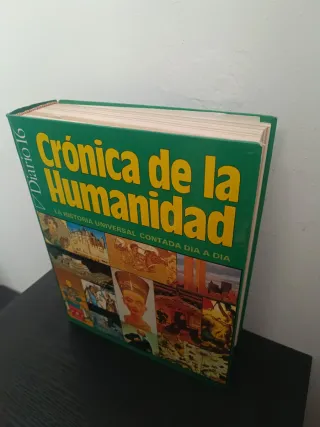 Diario 16
Crónica de la
Humanidad
LA HISTORIA UNIVERSAL CONTADA DIA A DIA